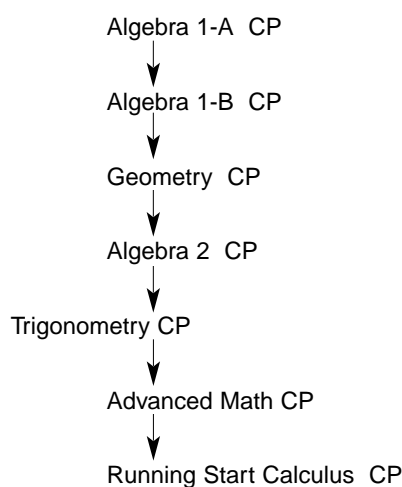 Algebra 1-A CP
Algebra 1-B CP
Geometry CP
Algebra 2 CP
Trigonometry CP
Advanced Math CP
Running Start Calculus CP